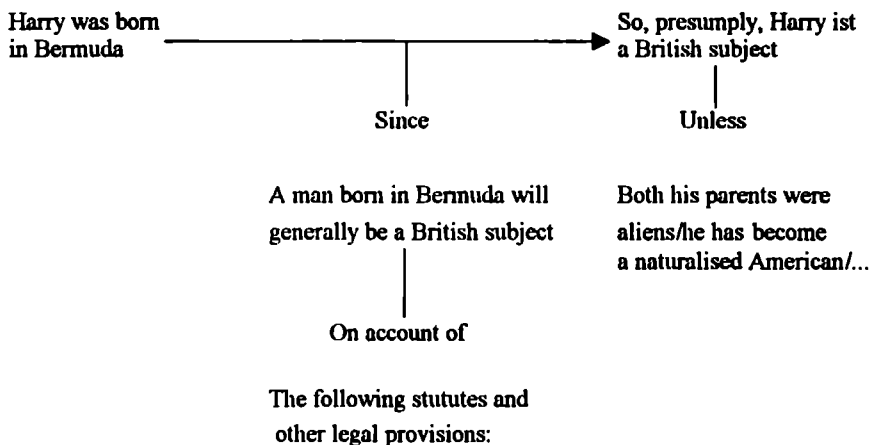 Harry was born
in Bermuda
So, presumply, Harry ist
a British subject
Since
Unless
A man born in Bermuda will
generally be a British subject
Both his parents were
aliens/he has become
a naturalised American/...
On account of
The following stututes and
other legal provisions: